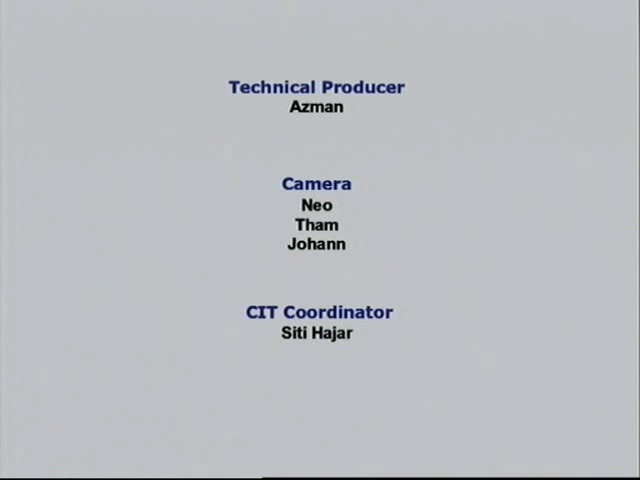 Technical Producer
Azman
Camera
Neo
Tham
Johann
CIT Coordinator
Siti Hajar